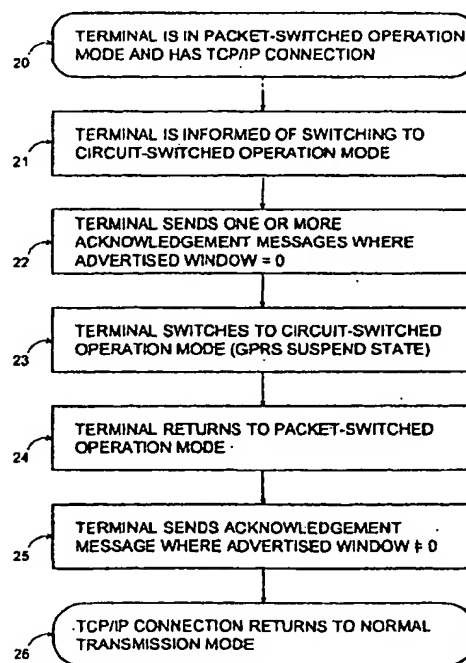 20
TERMINAL IS IN PACKET-SWITCHED OPERATION
MODE AND HAS TCP/IP CONNECTION
21
TERMINAL IS INFORMED OF SWITCHING TO
CIRCUIT-SWITCHED OPERATION MODE
22
TERMINAL SENDS ONE OR MORE
ACKNOWLEDGEMENT MESSAGES WHERE
ADVERTISED WINDOW = 0
23
TERMINAL SWITCHES TO CIRCUIT-SWITCHED
OPERATION MODE (GPRS SUSPEND STATE)
24
TERMINAL RETURNS TO PACKET-SWITCHED
OPERATION MODE
25
TERMINAL SENDS ACKNOWLEDGEMENT
MESSAGE WHERE ADVERTISED WINDOW ≠ 0
26
TCP/IP CONNECTION RETURNS TO NORMAL
TRANSMISSION MODE